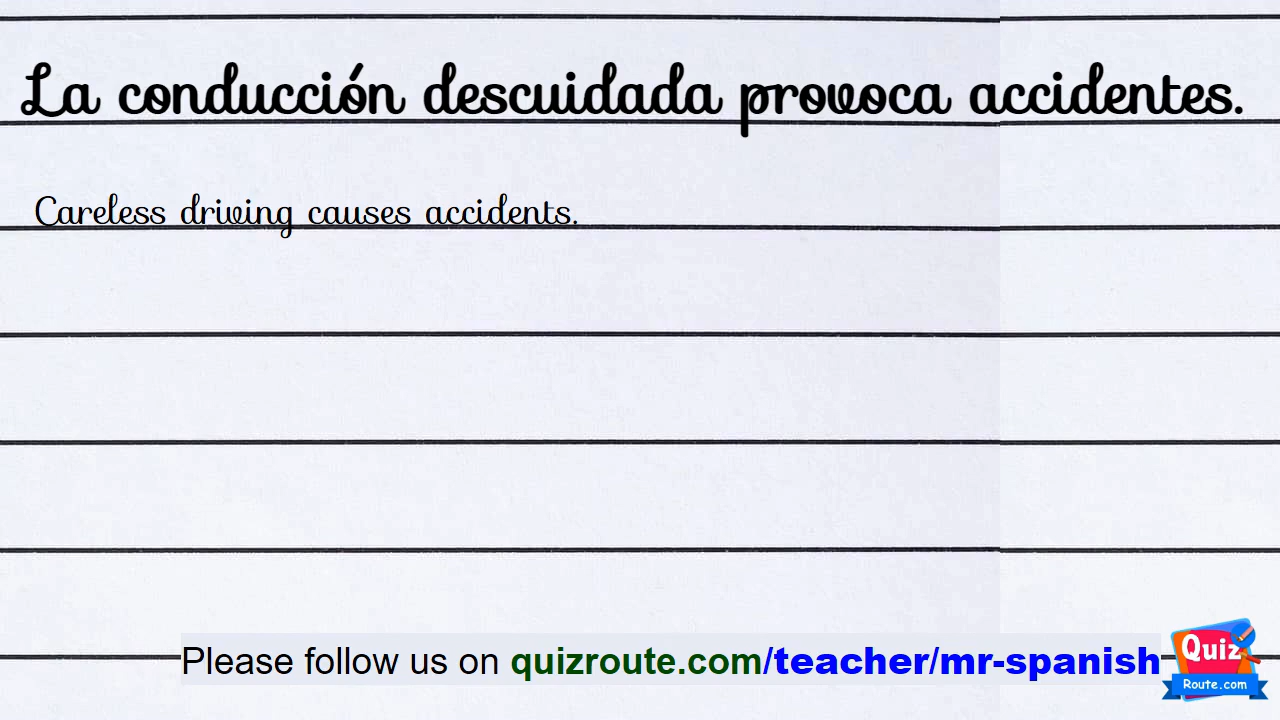 La conducción descuidada provoca accidentes.
Careless driving causes accidents.
Please follow us on quizroute.com/teacher/mr-spanish
Quiz
Route.com